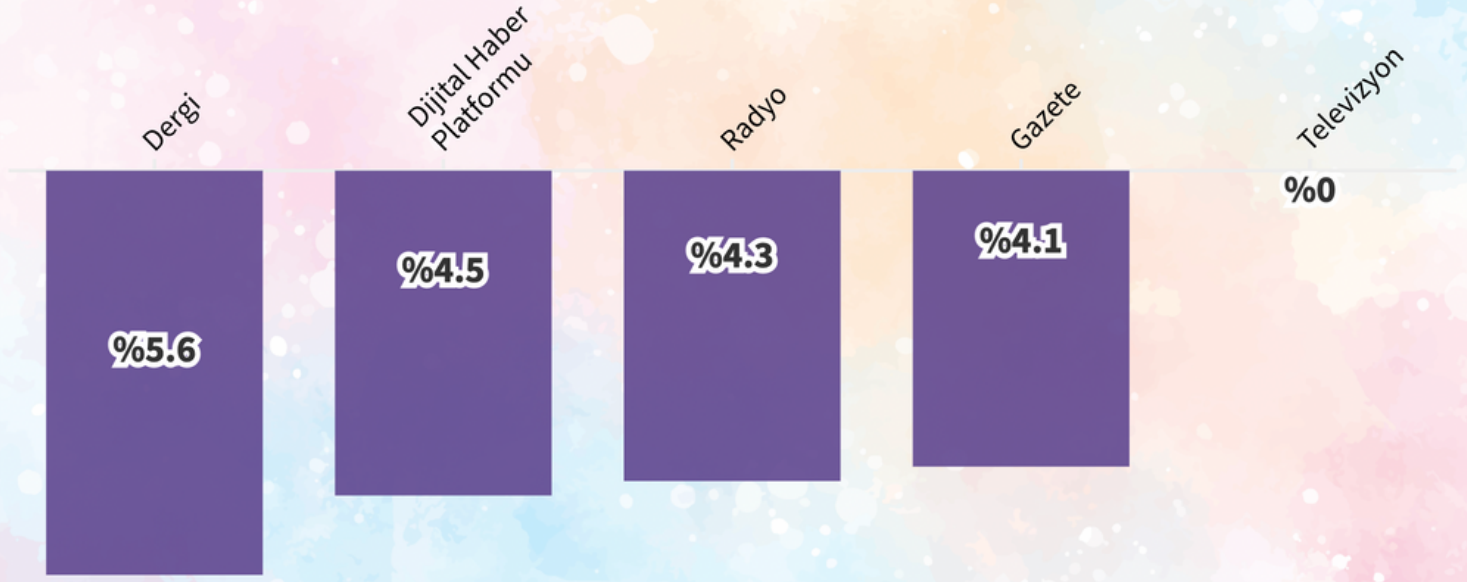 Dergi
Dijital Haber
Platformu
Radyo
Gazete
Televizyon
%5.6
%4.5
%4.3
%4.1
%0